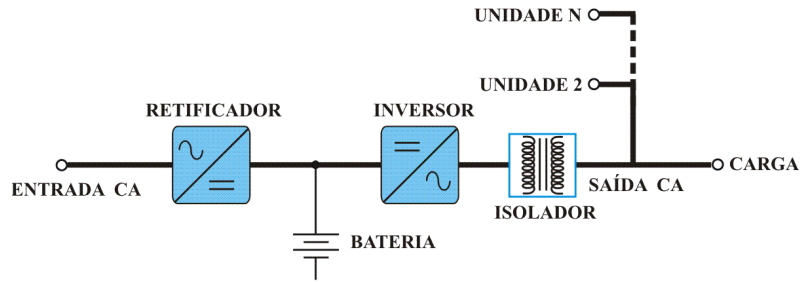 UNIDADE N
UNIDADE 2
RETIFICADOR
INVERSOR
CARGA
ENTRADA CA
SAÍDA CA
ISOLADOR
BATERIA